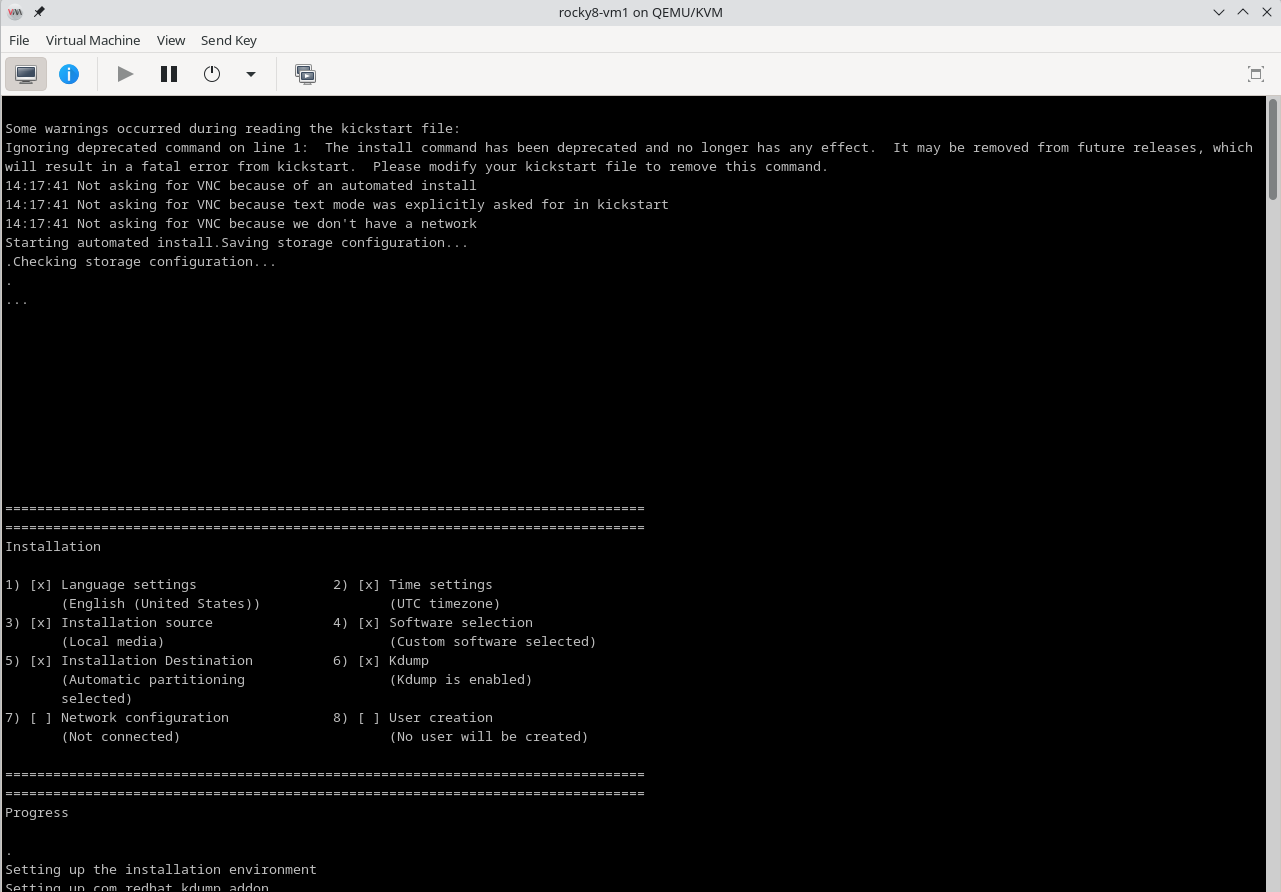 rocky8-vm1 on QEMU/KVM
File Virtual Machine View Send Key
Some warnings occurred during reading the kickstart file:
Ignoring deprecated command on line 1:  The install command has been deprecated and no longer has any effect.  It may be removed from future releases, which
will result in a fatal error from kickstart.  Please modify your kickstart file to remove this command.
14:17:41 Not asking for VNC because of an automated install
14:17:41 Not asking for VNC because text mode was explicitly asked for in kickstart
14:17:41 Not asking for VNC because we don't have a network
Starting automated install.Saving storage configuration...
.Checking storage configuration...
.
...
================================================================================
================================================================================
Installation
1) [x] Language settings                 2) [x] Time settings
       (English (United States))                (UTC timezone)
3) [x] Installation source               4) [x] Software selection
       (Local media)                            (Custom software selected)
5) [x] Installation Destination          6) [x] Kdump
       (Automatic partitioning                  (Kdump is enabled)
       selected)
7) [ ] Network configuration             8) [ ] User creation
       (Not connected)                          (No user will be created)
================================================================================
================================================================================
Progress
.
Setting up the installation environment
Setting up com_redhat_kdump addon